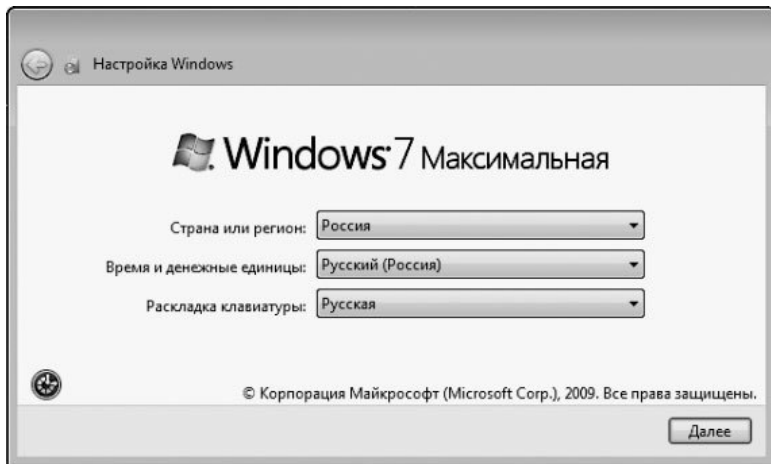 Настройка Windows
Windows 7 Максимальная
Страна или регион: Россия
Время и денежные единицы: Русский (Россия)
Раскладка клавиатуры: Русская
© Корпорация Майкрософт (Microsoft Corp.), 2009. Все права защищены.
Далее